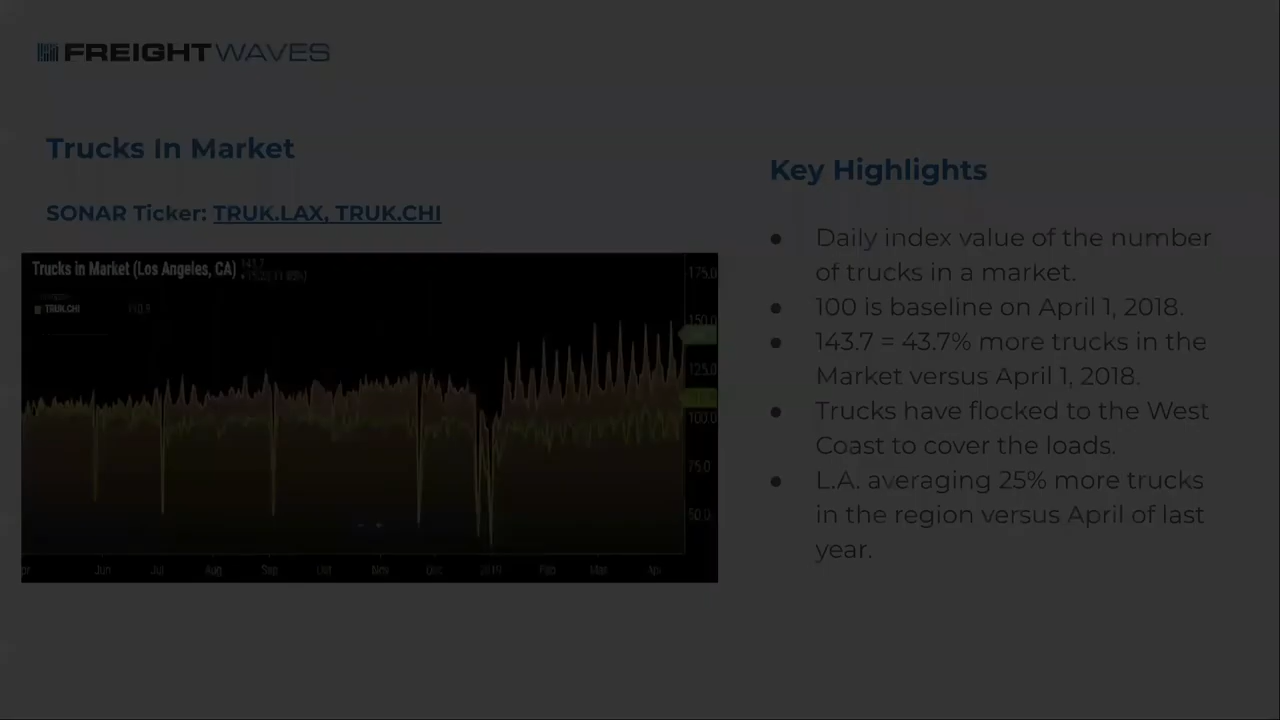 FREIGHTWAVES
Trucks In Market
SONAR Ticker: TRUK.LAX, TRUK.CHI
Trucks in Market (Los Angeles, CA)
143.7
TRUK.CHI
175.0
150.0
125.0
100.0
75.0
50.0
Jun Jul Aug Sep Oct Nov Dec 2019 Feb Mar Apr
Key Highlights
● Daily index value of the number
of trucks in a market.
● 100 is baseline on April 1, 2018.
● 143.7 = 43.7% more trucks in the
Market versus April 1, 2018.
● Trucks have flocked to the West
Coast to cover the loads.
● L.A. averaging 25% more trucks
in the region versus April of last
year.